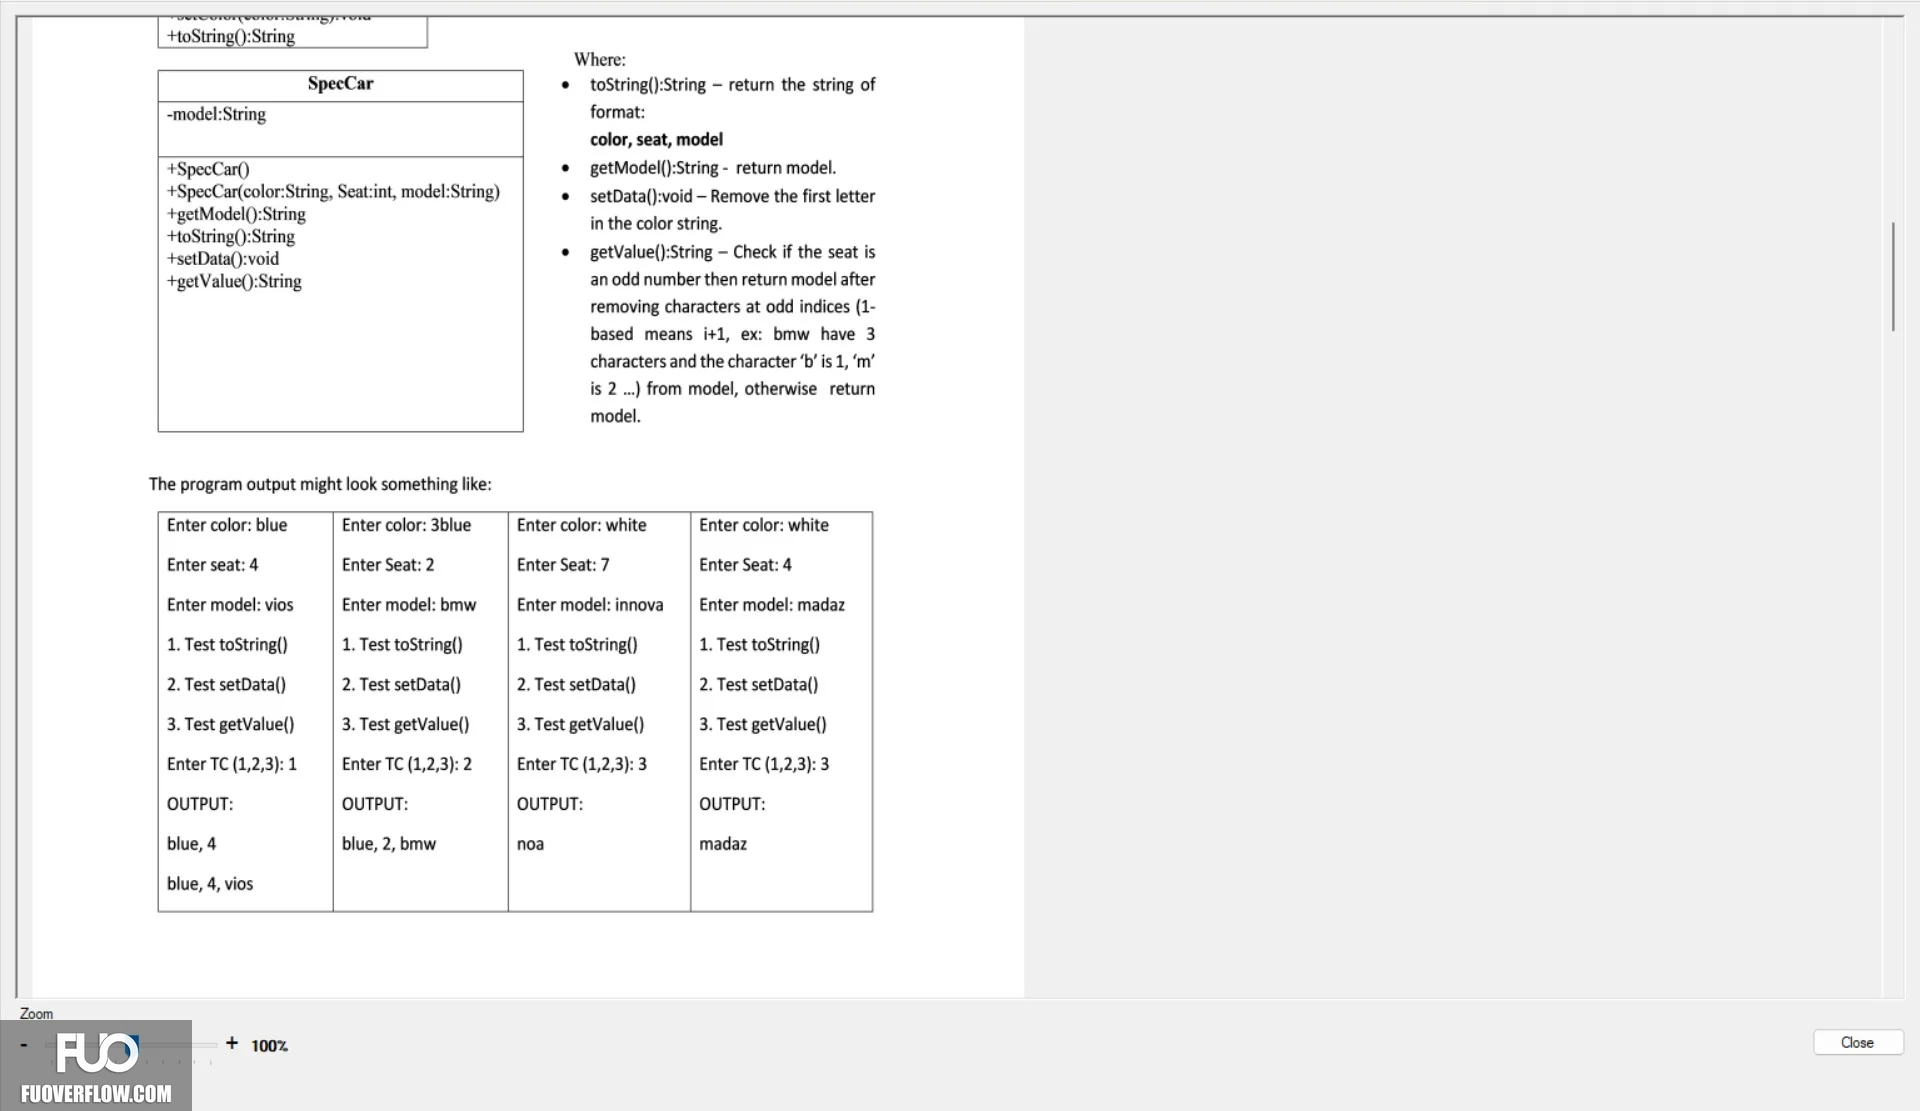 +setColor(color:String):void
+toString():String
SpecCar
-model:String
+SpecCar()
+SpecCar(color:String, Seat:int, model:String)
+getModel():String
+toString():String
+setData():void
+getValue():String
Where:
• toString():String – return the string of
format:
color, seat, model
• getModel():String - return model.
• setData():void – Remove the first letter
in the color string.
• getValue():String – Check if the seat is
an odd number then return model after
removing characters at odd indices (1-
based means i+1, ex: bmw have 3
characters and the character ‘b’ is 1, ‘m’
is 2 ...) from model, otherwise return
model.
The program output might look something like:
Enter color: blue
Enter seat: 4
Enter model: vios
1. Test toString()
2. Test setData()
3. Test getValue()
Enter TC (1,2,3): 1
OUTPUT:
blue, 4
blue, 4, vios
Enter color: 3blue
Enter Seat: 2
Enter model: bmw
1. Test toString()
2. Test setData()
3. Test getValue()
Enter TC (1,2,3): 2
OUTPUT:
blue, 2, bmw
Enter color: white
Enter Seat: 7
Enter model: innova
1. Test toString()
2. Test setData()
3. Test getValue()
Enter TC (1,2,3): 3
OUTPUT:
noa
Enter color: white
Enter Seat: 4
Enter model: madaz
1. Test toString()
2. Test setData()
3. Test getValue()
Enter TC (1,2,3): 3
OUTPUT:
madaz
Zoom
- + 100%
Close
FUO
FUOVERFLOW.COM